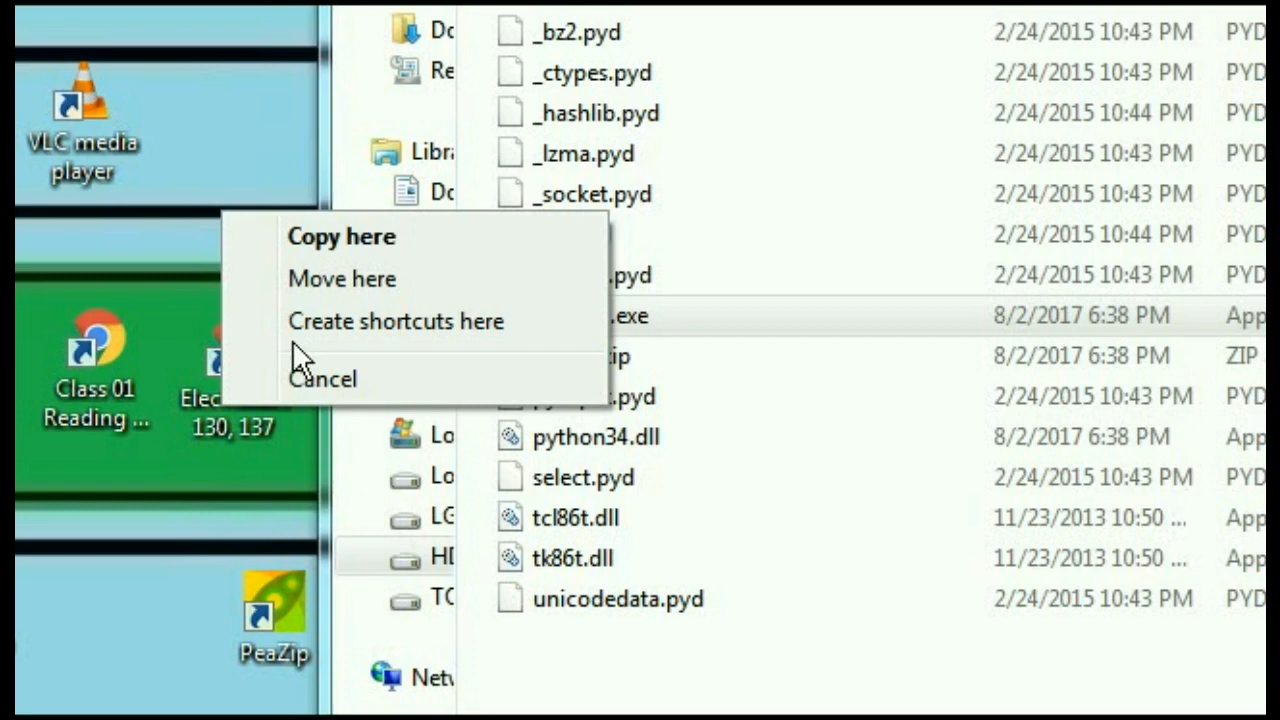 VLC media
player
Class 01
Reading ...
130, 137
PeaZip
Copy here
Move here
Create shortcuts here
Cancel
Do
Re
Libra
Do
Lo
Lo
LG
HD
TO
Netw
_bz2.pyd 2/24/2015 10:43 PM PYD
_ctypes.pyd 2/24/2015 10:43 PM PYD
_hashlib.pyd 2/24/2015 10:44 PM PYD
_lzma.pyd 2/24/2015 10:43 PM PYD
_socket.pyd 2/24/2015 10:43 PM PYD
2/24/2015 10:44 PM PYD
.pyd 2/24/2015 10:43 PM PYD
.exe 8/2/2017 6:38 PM App
ip 8/2/2017 6:38 PM ZIP
.pyd 2/24/2015 10:43 PM PYD
python34.dll 8/2/2017 6:38 PM App
select.pyd 2/24/2015 10:43 PM PYD
tcl86t.dll 11/23/2013 10:50 ... App
tk86t.dll 11/23/2013 10:50 ... App
unicodedata.pyd 2/24/2015 10:43 PM PYD